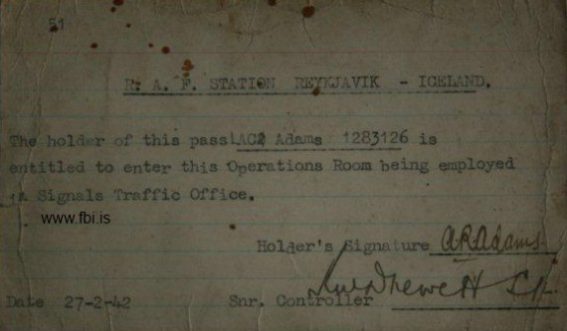 51
R. A. F. STATION REYKJAVIK - ICELAND.
The holder of this pass AC2 Adams 1283126 is
entitled to enter this Operations Room being employed
in Signals Traffic Office.
www.fbi.is
Holder's Signature A.R.Adams.
Date 27-2-42 Snr. Controller